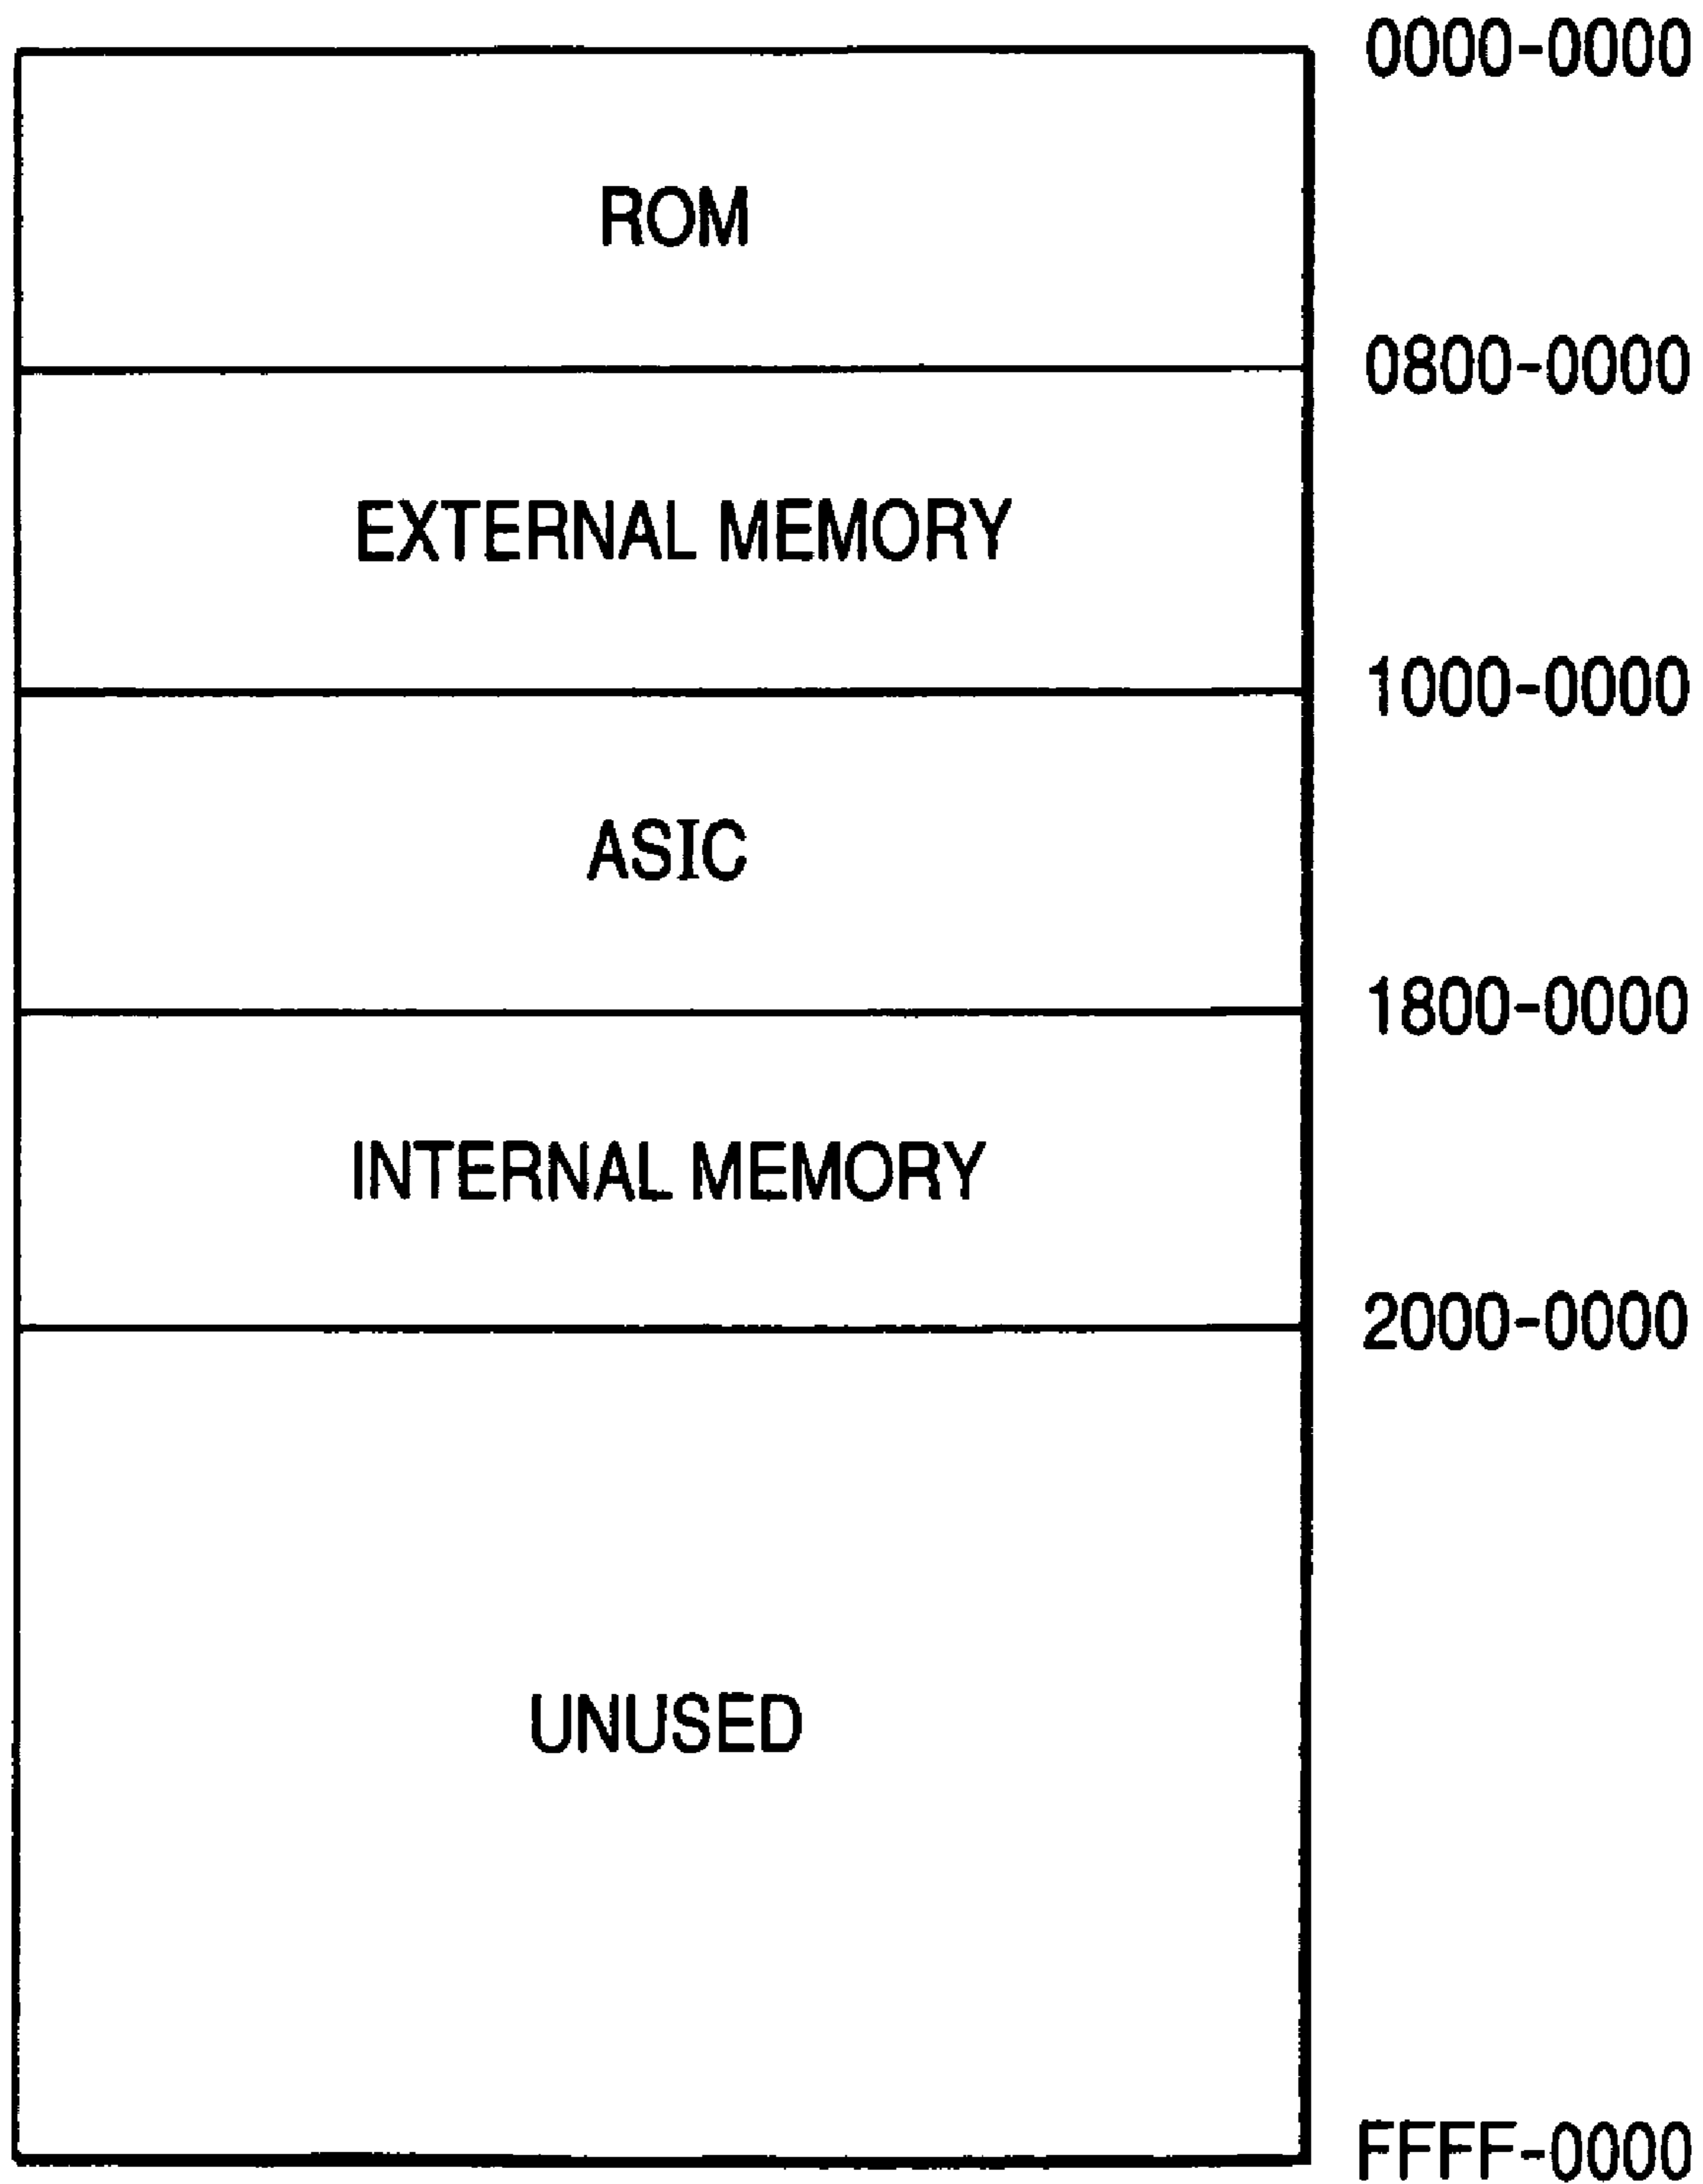 0000-0000
ROM
0800-0000
EXTERNAL MEMORY
1000-0000
ASIC
1800-0000
INTERNAL MEMORY
2000-0000
UNUSED
FFFF-0000